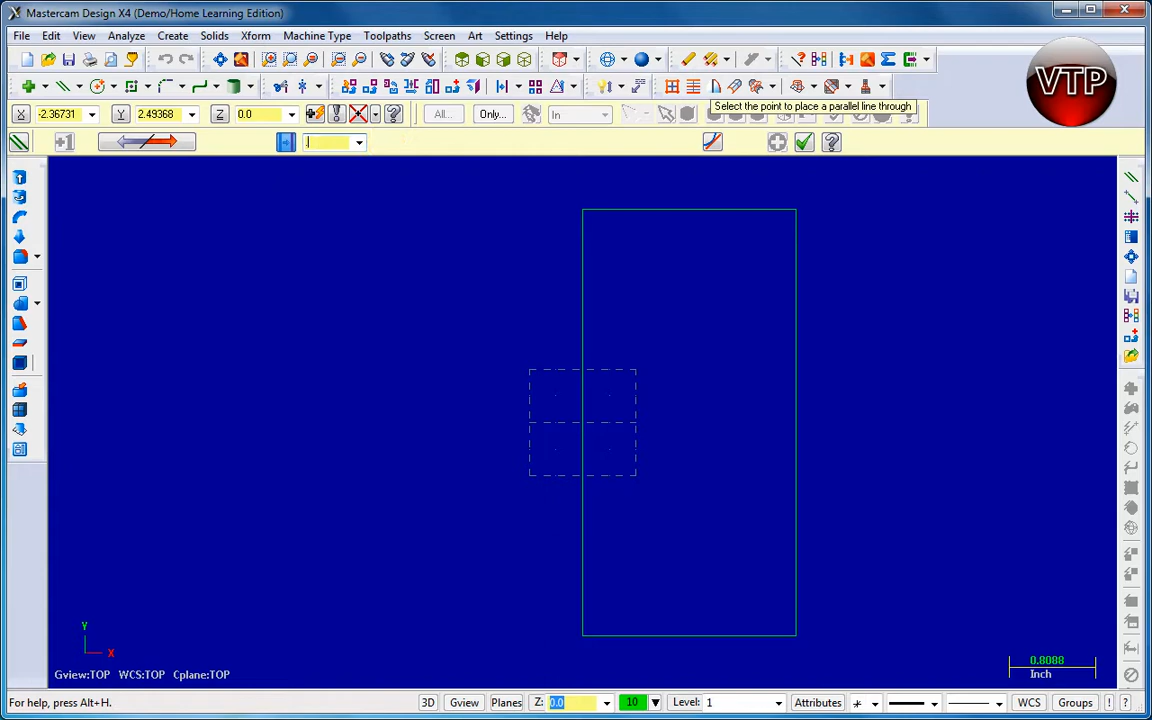 Mastercam Design X4 (Demo/Home Learning Edition)
File Edit View Analyze Create Solids Xform Machine Type Toolpaths Screen Art Settings Help
VTP
Select the point to place a parallel line through
X -2.36731 Y 2.49368 Z 0.0 All... Only... In
+1 .
Y
X
Gview:TOP WCS:TOP Cplane:TOP
0.8088
Inch
For help, press Alt+H. 3D Gview Planes Z: 0.0 10 Level: 1 Attributes WCS Groups ! ?